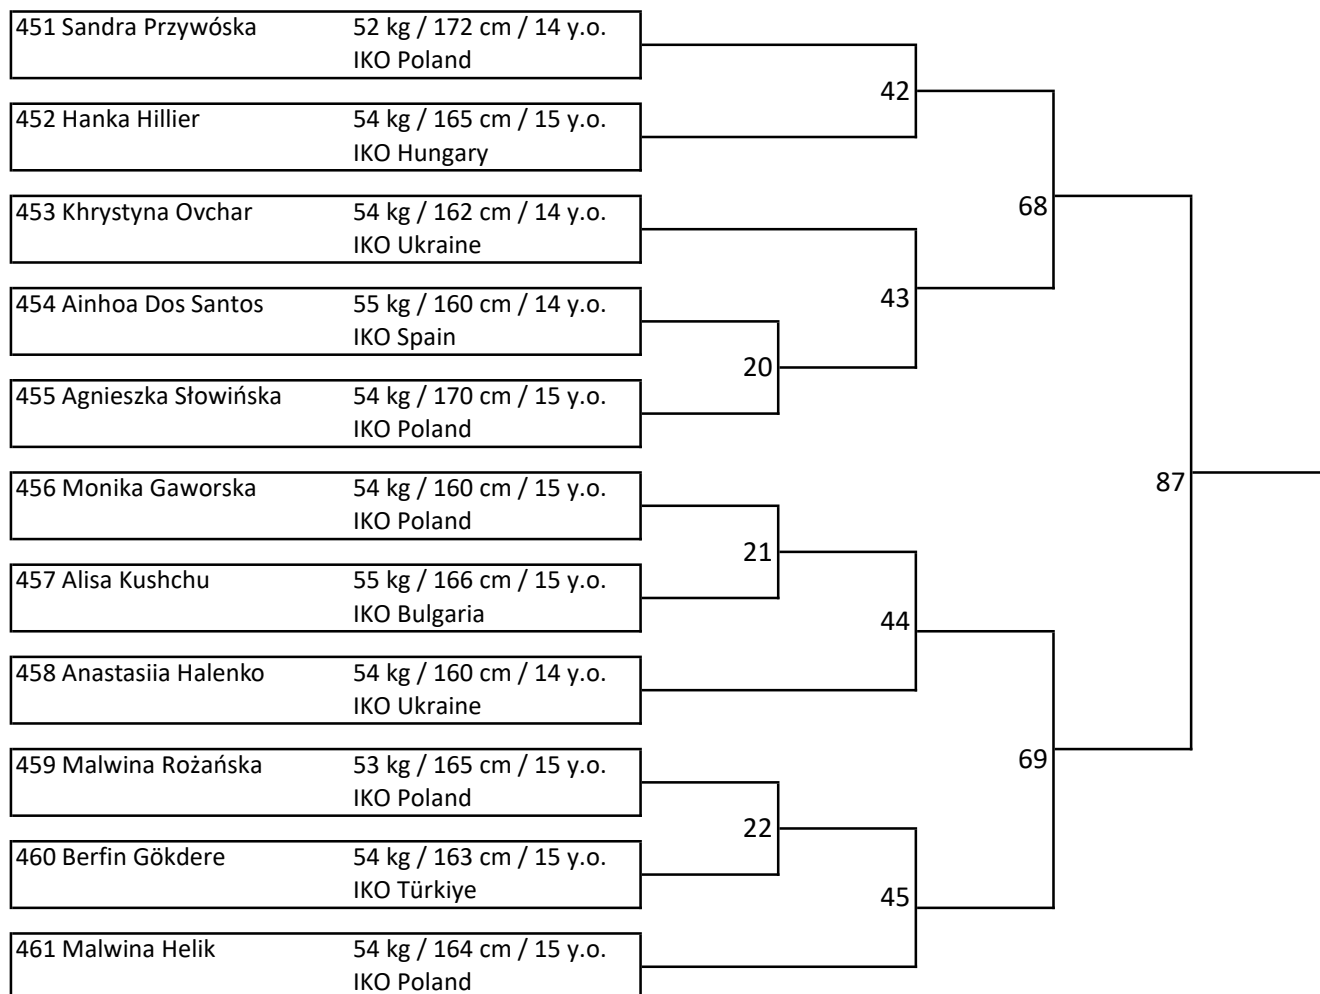 451 Sandra Przywóska 52 kg / 172 cm / 14 y.o.
IKO Poland
42
452 Hanka Hillier 54 kg / 165 cm / 15 y.o.
IKO Hungary
453 Khrystyna Ovchar 54 kg / 162 cm / 14 y.o.
68
IKO Ukraine
454 Ainhoa Dos Santos 55 kg / 160 cm / 14 y.o.
43
IKO Spain
20
455 Agnieszka Słowińska 54 kg / 170 cm / 15 y.o.
IKO Poland
456 Monika Gaworska 54 kg / 160 cm / 15 y.o.
87
IKO Poland
21
457 Alisa Kushchu 55 kg / 166 cm / 15 y.o.
IKO Bulgaria
44
458 Anastasiia Halenko 54 kg / 160 cm / 14 y.o.
IKO Ukraine
459 Malwina Rożańska 53 kg / 165 cm / 15 y.o.
69
IKO Poland
22
460 Berfin Gökdere 54 kg / 163 cm / 15 y.o.
IKO Türkiye
45
461 Malwina Helik 54 kg / 164 cm / 15 y.o.
IKO Poland